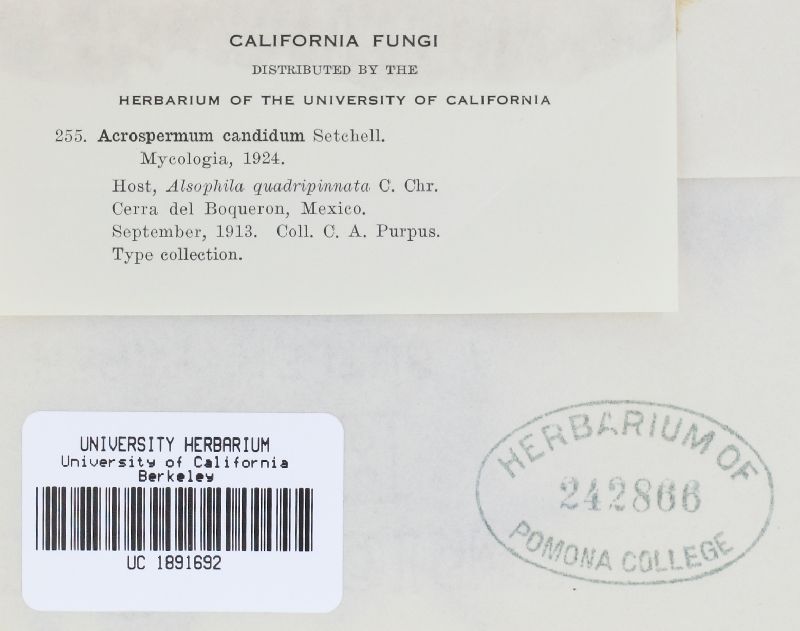 CALIFORNIA FUNGI
DISTRIBUTED BY THE
HERBARIUM OF THE UNIVERSITY OF CALIFORNIA
255. Acrospermum candidum Setchell.
Mycologia, 1924.
Host, Alsophila quadripinnata C. Chr.
Cerra del Boqueron, Mexico.
September, 1913. Coll. C. A. Purpus.
Type collection.
UNIVERSITY HERBARIUM
University of California
Berkeley
UC 1891692
HERBARIUM OF
242866
POMONA COLLEGE